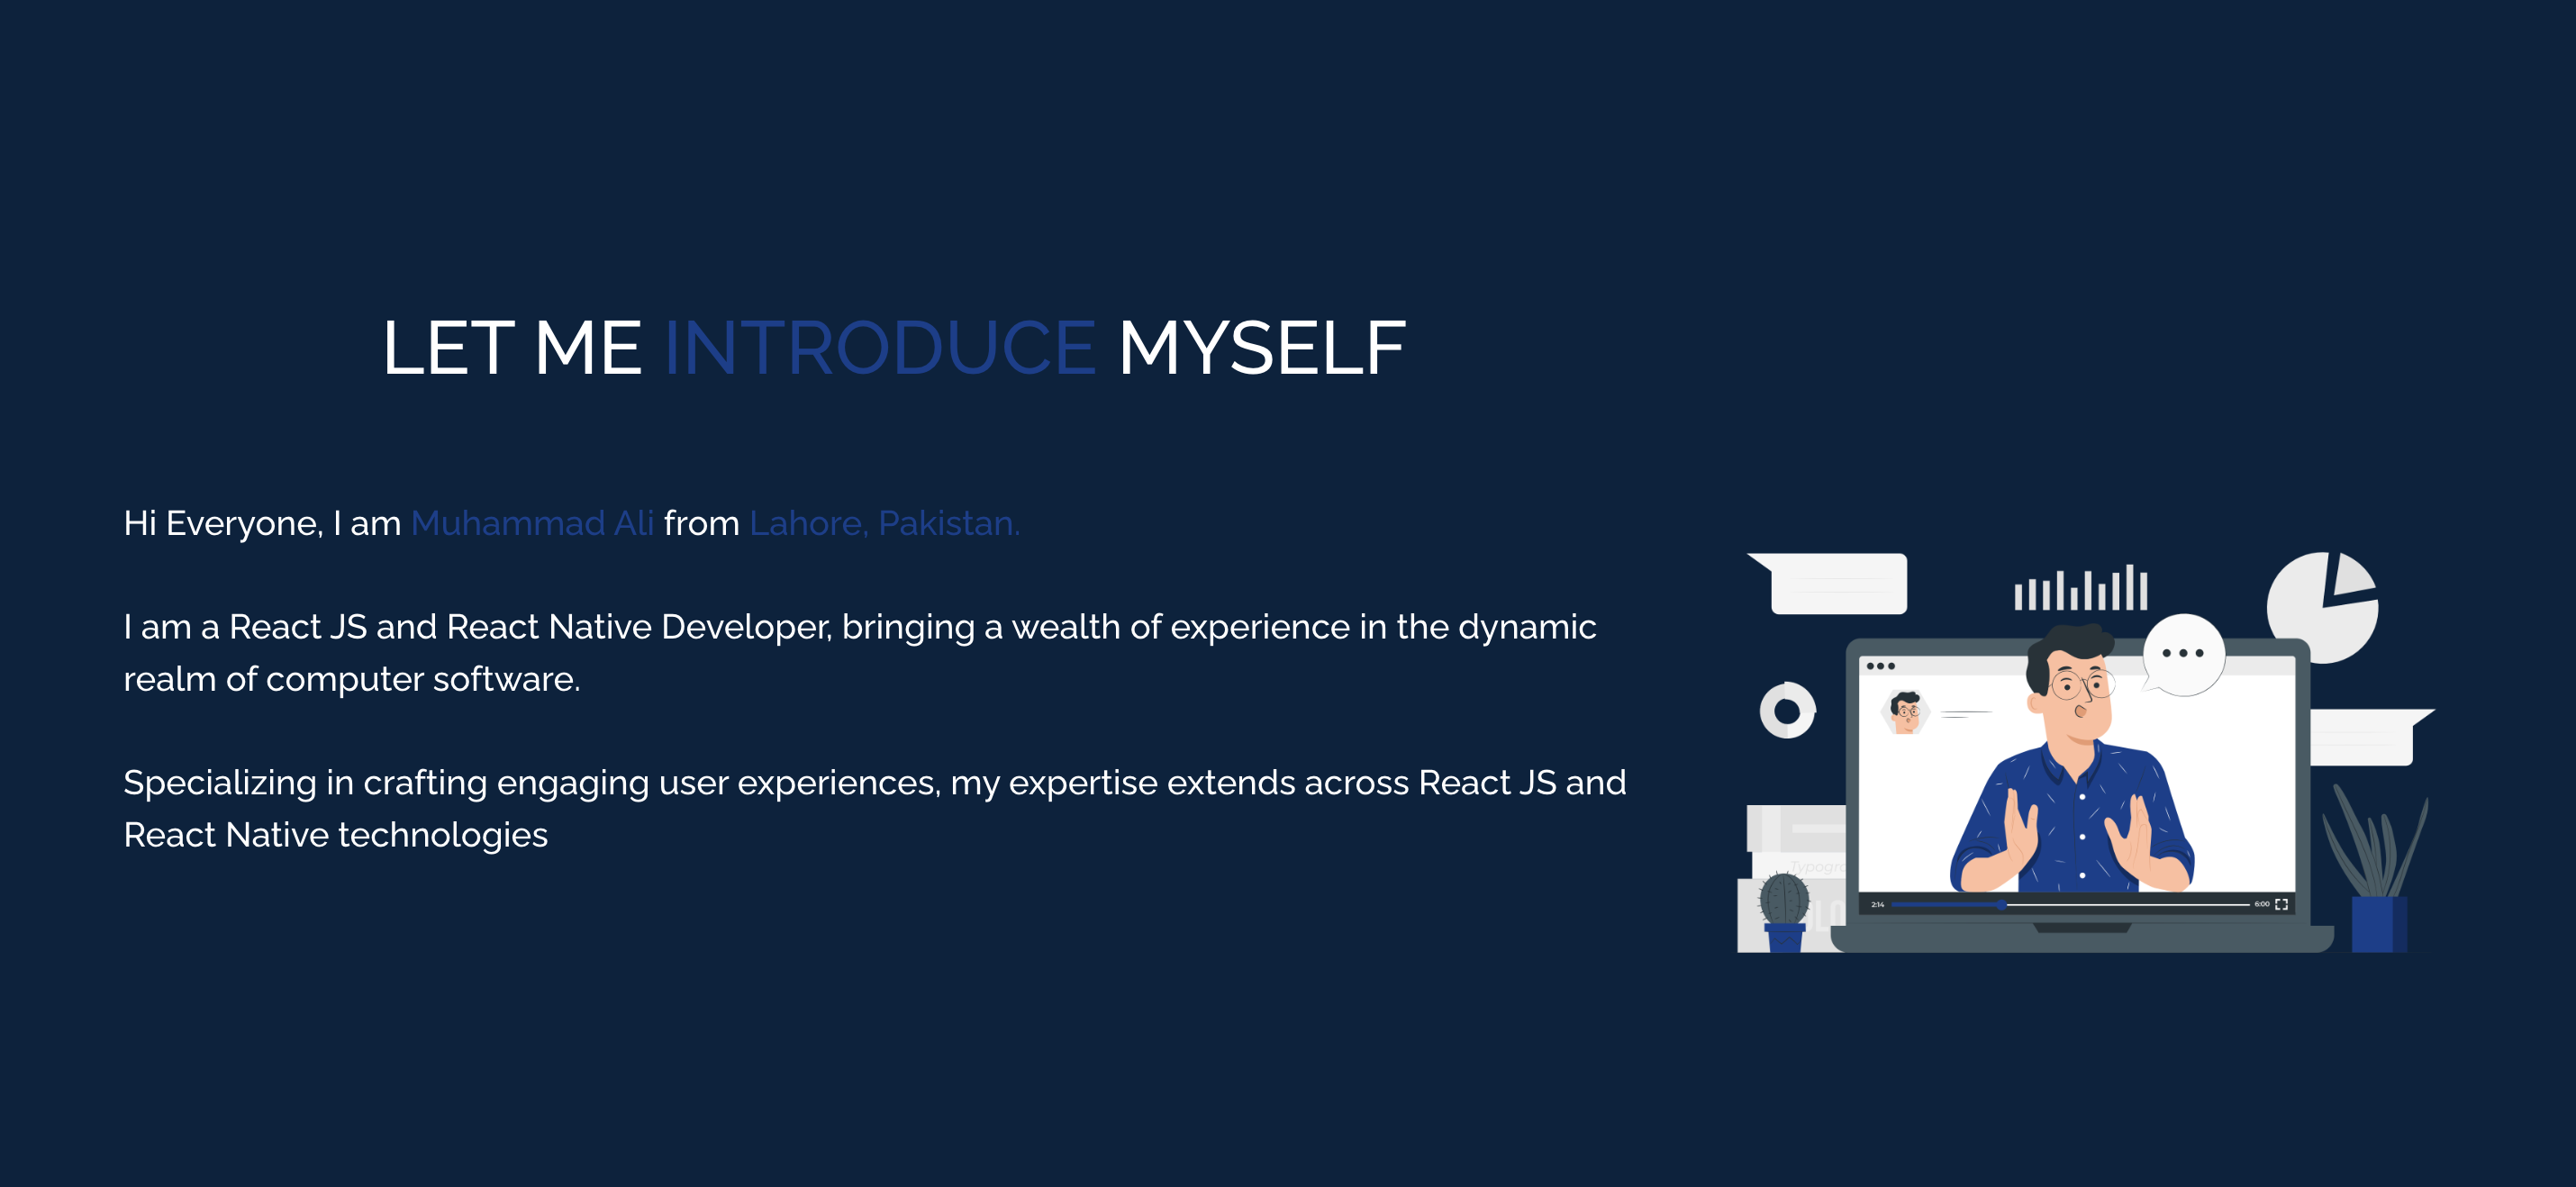 LET ME INTRODUCE MYSELF
Hi Everyone, I am Muhammad Ali from Lahore, Pakistan.
I am a React JS and React Native Developer, bringing a wealth of experience in the dynamic
realm of computer software.
Specializing in crafting engaging user experiences, my expertise extends across React JS and
React Native technologies
2:14
6:00